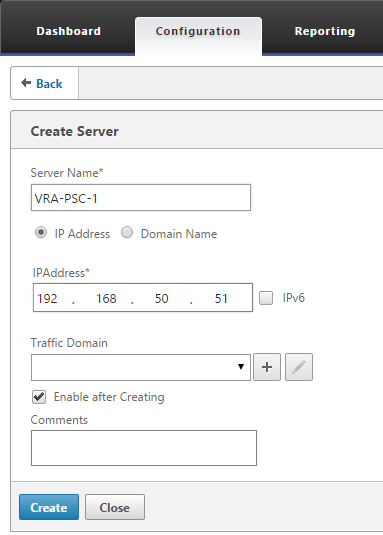 Dashboard Configuration Reporting
Back
Create Server
Server Name*
VRA-PSC-1
IP Address Domain Name
IPAddress*
192 . 168 . 50 . 51 IPv6
Traffic Domain
+
Enable after Creating
Comments
Create Close